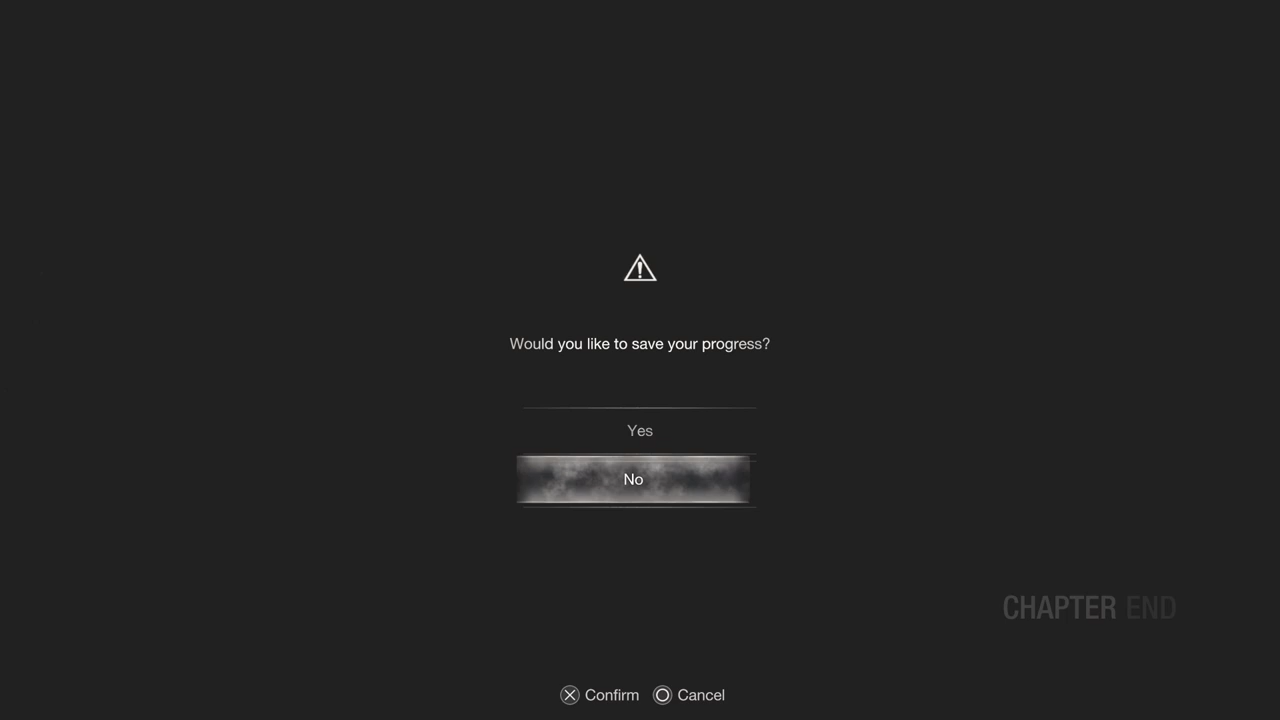 Would you like to save your progress?
Yes
No
CHAPTER END
Confirm Cancel